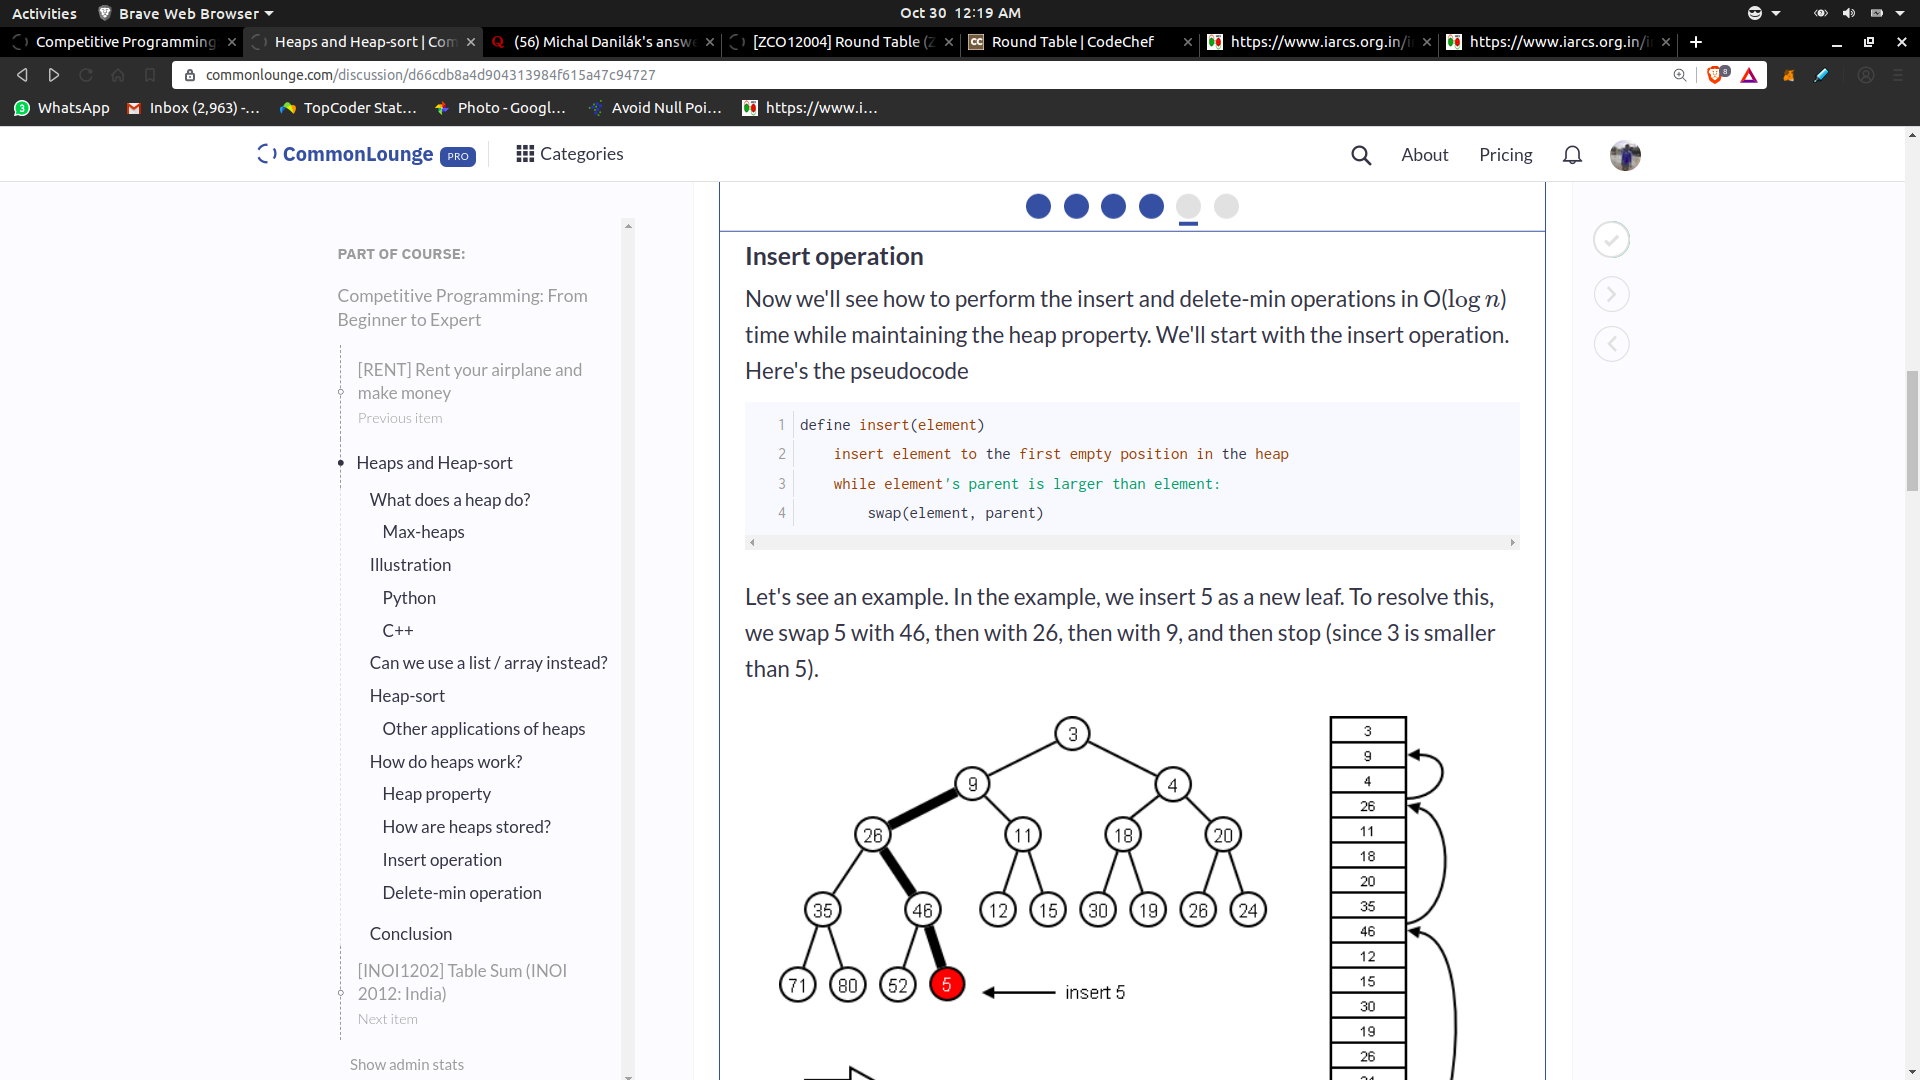 Activities Brave Web Browser Oct 30 12:19 AM
Competitive Programming Heaps and Heap-sort | Com (56) Michal Danilák's answ [ZCO12004] Round Table (Z Round Table | CodeChef https://www.iarcs.org.in/i https://www.iarcs.org.in/i
commonlounge.com/discussion/d66cdb8a4d904313984f615a47c94727 8
3 WhatsApp Inbox (2,963) -... TopCoder Stat... Photo - Googl... Avoid Null Poi... https://www.i...
CommonLounge PRO Categories About Pricing
PART OF COURSE:
Competitive Programming: From
Beginner to Expert
[RENT] Rent your airplane and
make money
Previous item
Heaps and Heap-sort
What does a heap do?
Max-heaps
Illustration
Python
C++
Can we use a list / array instead?
Heap-sort
Other applications of heaps
How do heaps work?
Heap property
How are heaps stored?
Insert operation
Delete-min operation
Conclusion
[INOI1202] Table Sum (INOI
2012: India)
Next item
Show admin stats
Insert operation
Now we'll see how to perform the insert and delete-min operations in O(log n)
time while maintaining the heap property. We'll start with the insert operation.
Here's the pseudocode
1 define insert(element)
2 insert element to the first empty position in the heap
3 while element's parent is larger than element:
4 swap(element, parent)
Let's see an example. In the example, we insert 5 as a new leaf. To resolve this,
we swap 5 with 46, then with 26, then with 9, and then stop (since 3 is smaller
than 5).
3
9 4
26 11 18 20
35 46 12 15 30 19 26 24
71 80 52 5 insert 5
3
9
4
26
11
18
20
35
46
12
15
30
19
26